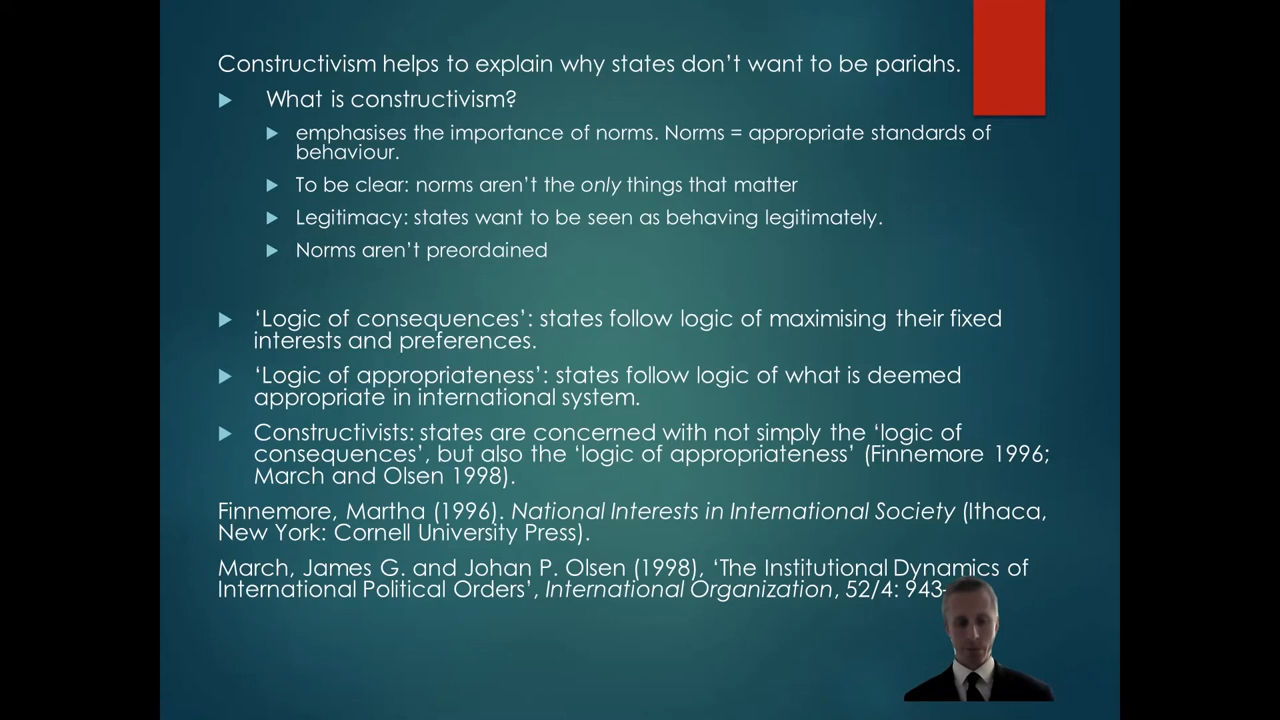 Constructivism helps to explain why states don’t want to be pariahs.
What is constructivism?
emphasises the importance of norms. Norms = appropriate standards of
behaviour.
To be clear: norms aren’t the only things that matter
Legitimacy: states want to be seen as behaving legitimately.
Norms aren’t preordained
‘Logic of consequences’: states follow logic of maximising their fixed
interests and preferences.
‘Logic of appropriateness’: states follow logic of what is deemed
appropriate in international system.
Constructivists: states are concerned with not simply the ‘logic of
consequences’, but also the ‘logic of appropriateness’ (Finnemore 1996;
March and Olsen 1998).
Finnemore, Martha (1996). National Interests in International Society (Ithaca,
New York: Cornell University Press).
March, James G. and Johan P. Olsen (1998), ‘The Institutional Dynamics of
International Political Orders’, International Organization, 52/4: 943-